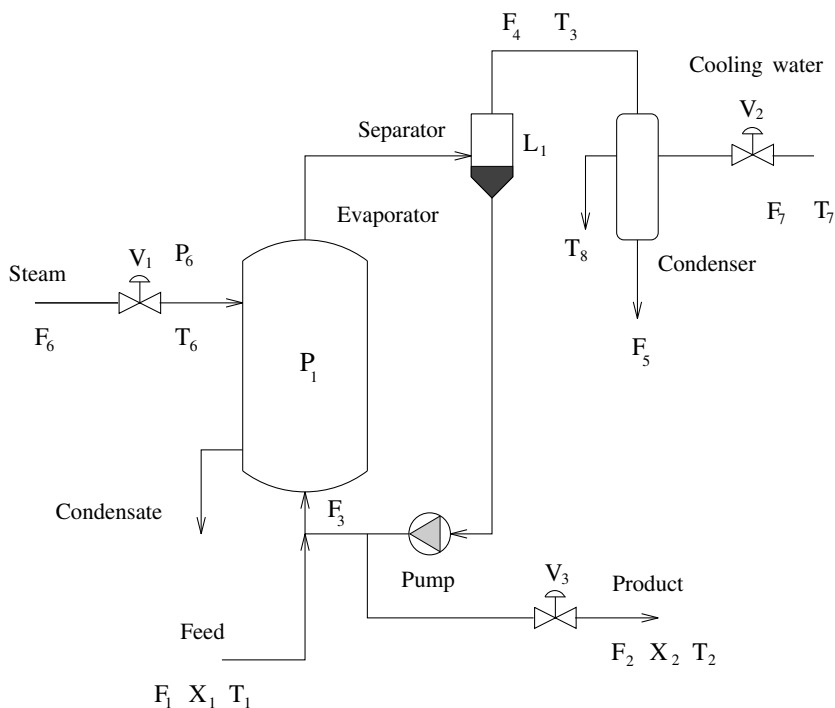 F4 T3
Cooling water
V2
Separator
L1
Evaporator
F7 T7
T8
Condenser
V1 P6
Steam
F6 T6
F5
P1
Condensate
F3
Pump
V3
Product
Feed
F2 X2 T2
F1 X1 T1